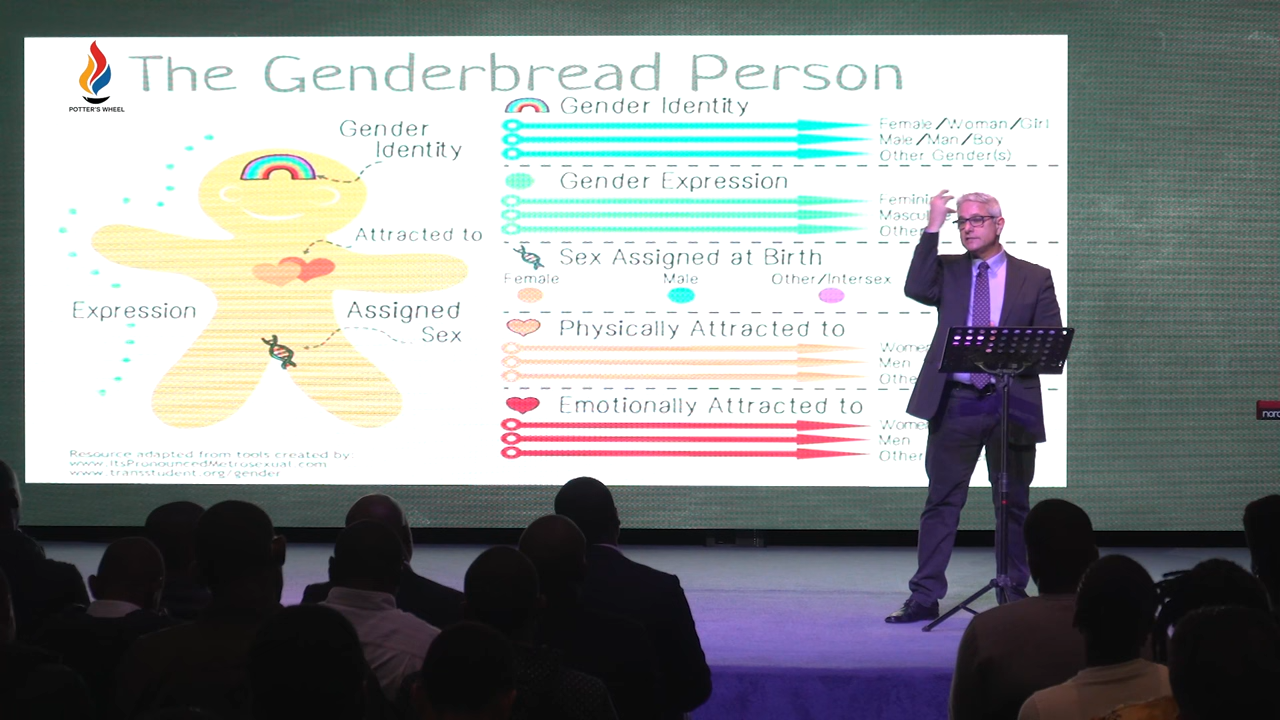 POTTER'S WHEEL
The Genderbread Person
Gender Identity
Attracted to
Expression
Assigned Sex
Resource adapted from tools created by:
www.ItsPronouncedMetrosexual.com
www.transstudent.org/gender
Gender Identity
Female/Woman/Girl
Male/Man/Boy
Other Gender(s)
Gender Expression
Sex Assigned at Birth
Female Male Other/Intersex
Physically Attracted to
Men
Emotionally Attracted to
Men
Other
nord